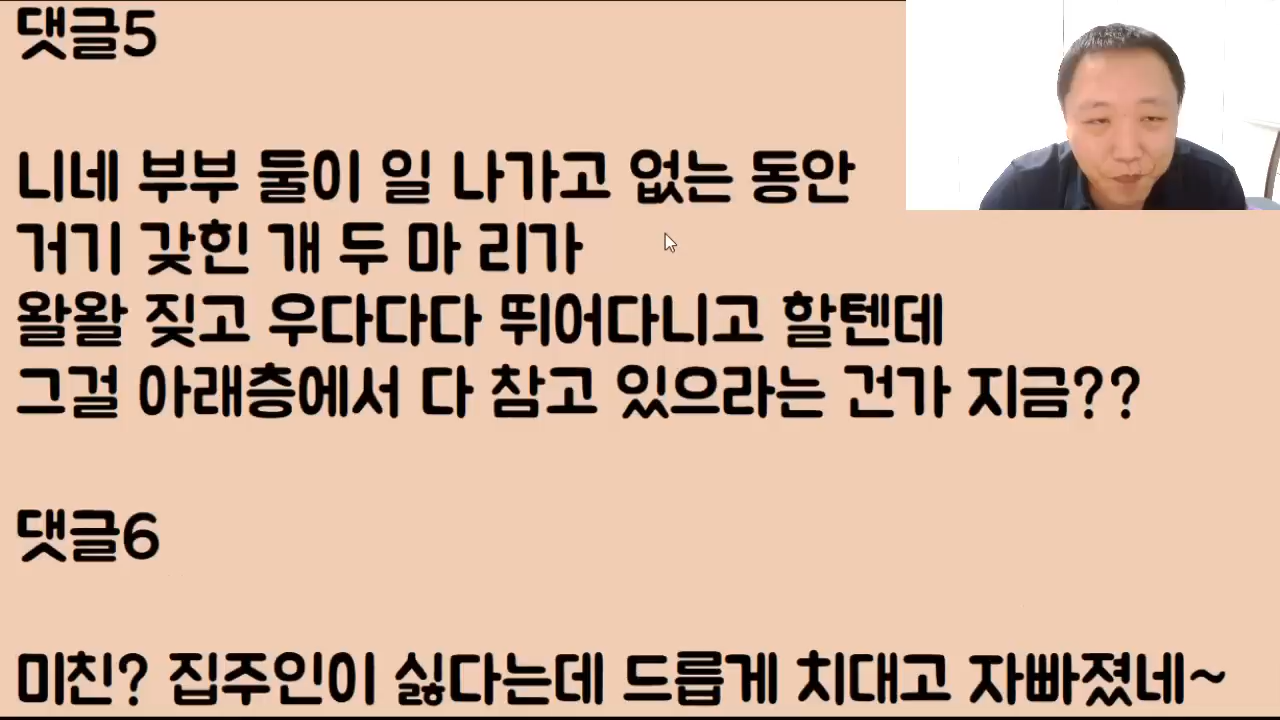 댓글5
니네 부부 둘이 일 나가고 없는 동안
거기 갖힌 개 두 마 리가
왈왈 짖고 우다다다 뛰어다니고 할텐데
그걸 아래층에서 다 참고 있으라는 건가 지금??
댓글6
미친? 집주인이 싫다는데 드릅게 치대고 자빠졌네~